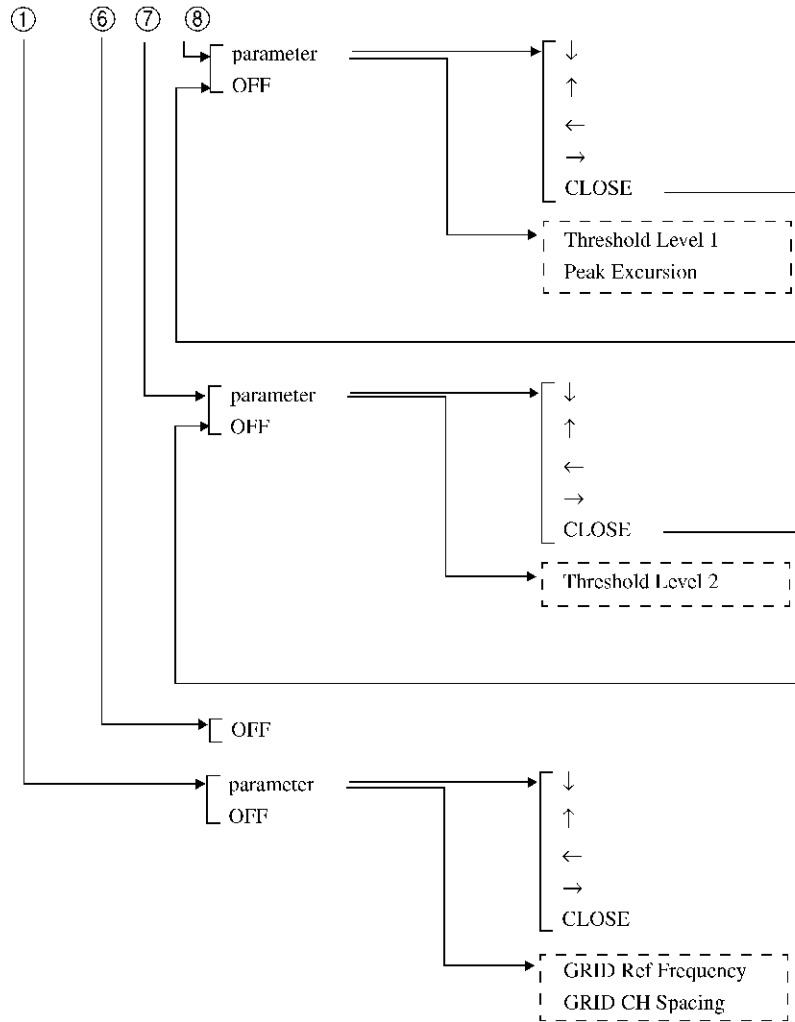 ① ⑥ ⑦ ⑧
parameter
OFF
↓
↑
←
→
CLOSE
Threshold Level 1
Peak Excursion
parameter
OFF
↓
↑
←
→
CLOSE
Threshold Level 2
OFF
parameter
OFF
↓
↑
←
→
CLOSE
GRID Ref Frequency
GRID CH Spacing